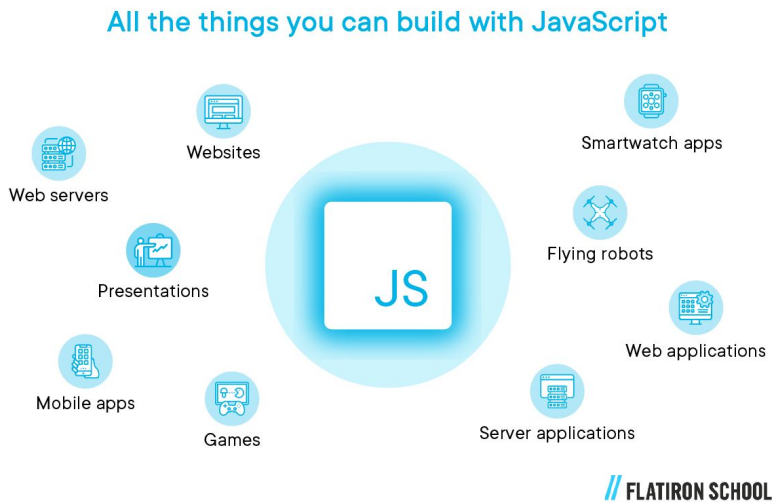 All the things you can build with JavaScript
Websites
Smartwatch apps
Web servers
Flying robots
Presentations
JS
Web applications
Mobile apps
Games
Server applications
FLATIRON SCHOOL